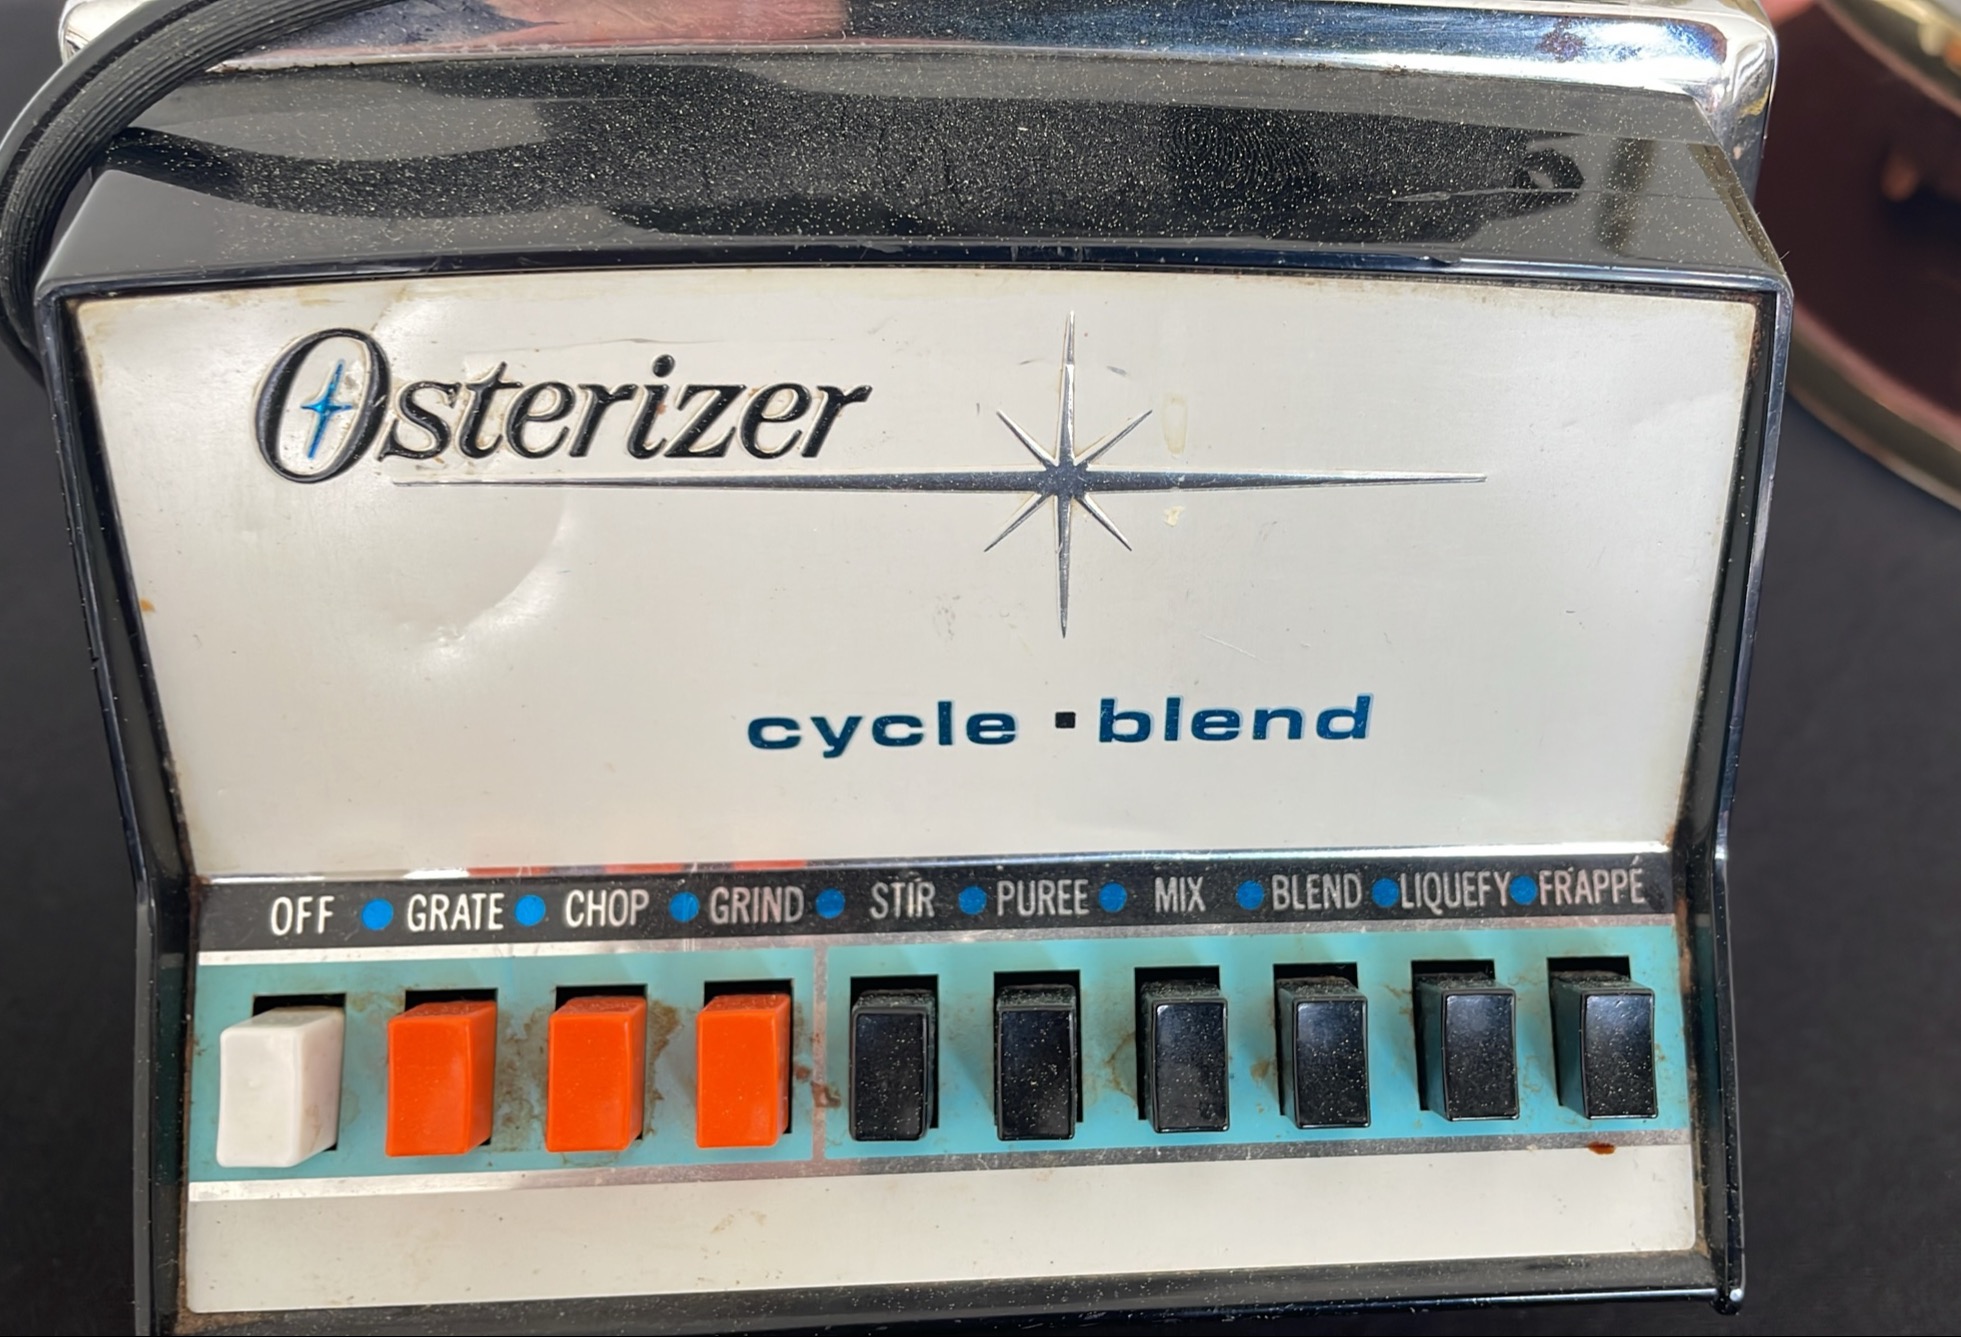 Osterizer
cycle ▪ blend
OFF ● GRATE ● CHOP ● GRIND ● STIR ● PUREE ● MIX ● BLEND ● LIQUEFY ● FRAPPÉ